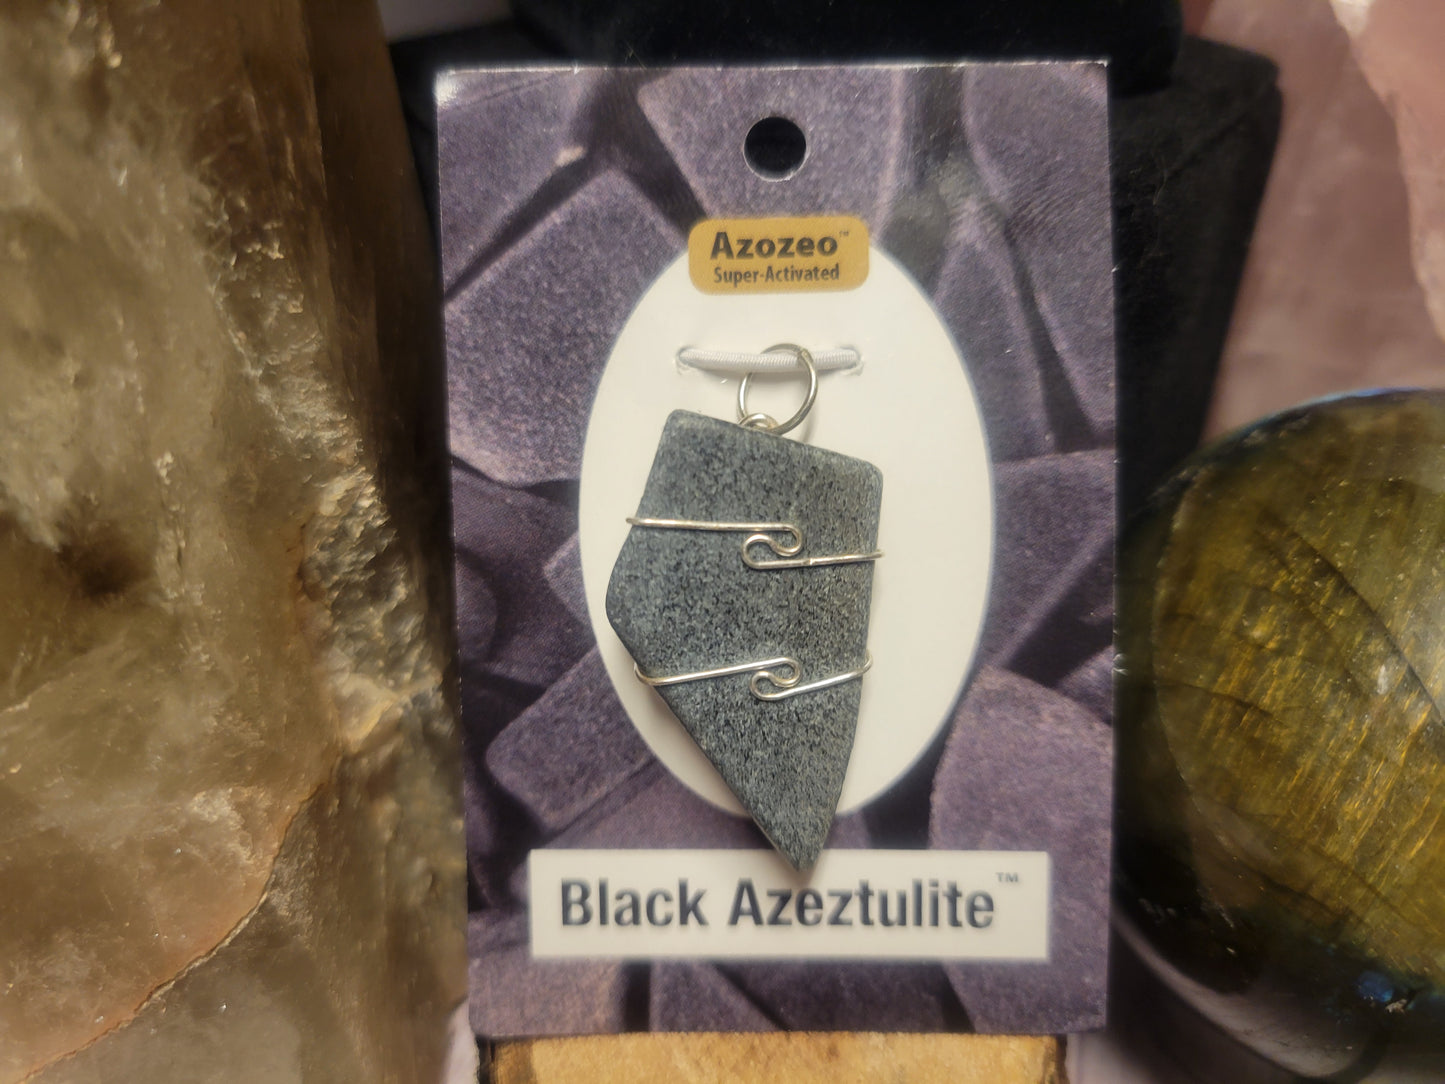 Azozeo™
Super-Activated
Black Azeztulite™